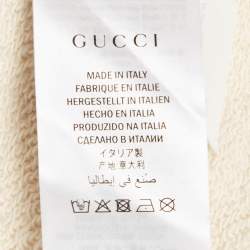 GUCCI
MADE IN ITALY
FABRIQUE EN ITALIE
HERGESTELLT IN ITALIEN
HECHO EN ITALIA
PRODUZIDO NA ITALIA
СДЕЛАНО В ИТАЛИИ
イタリア製
产地 意大利
صنع في إيطاليا